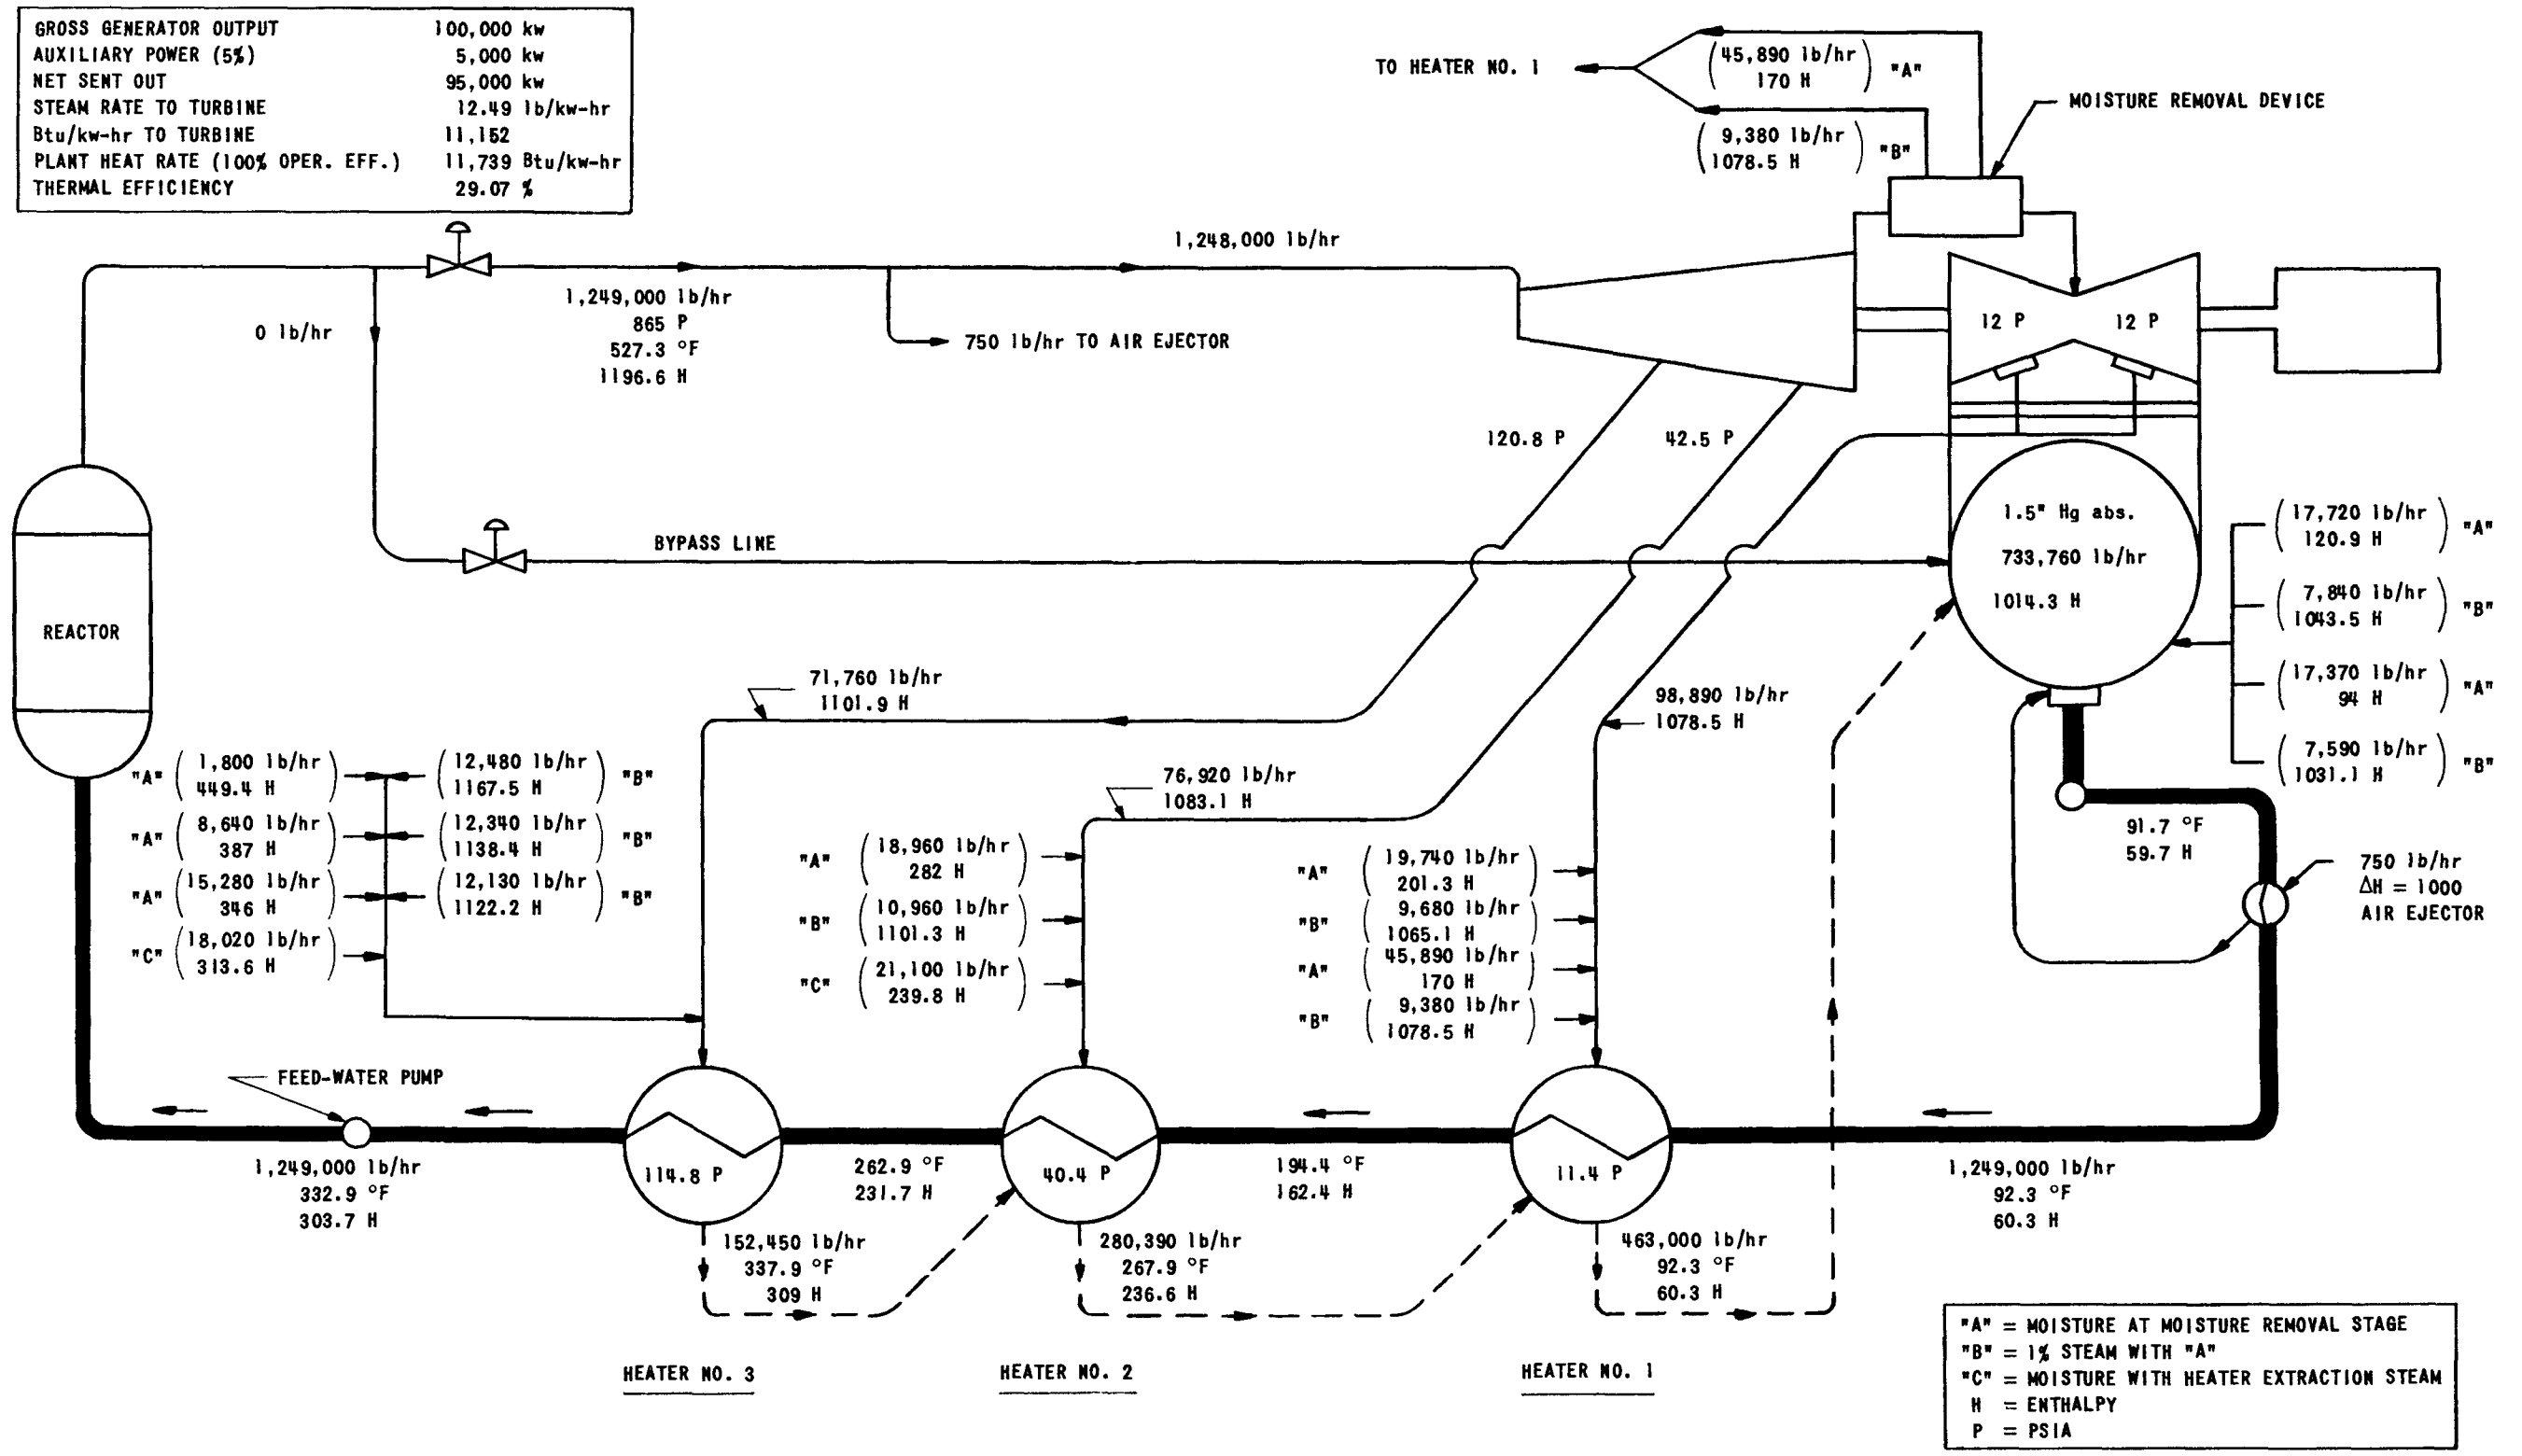 GROSS GENERATOR OUTPUT 100,000 kw
AUXILIARY POWER (5%) 5,000 kw
NET SENT OUT 95,000 kw
STEAM RATE TO TURBINE 12.49 lb/kw-hr
Btu/kw-hr TO TURBINE 11,152
PLANT HEAT RATE (100% OPER. EFF.) 11,739 Btu/kw-hr
THERMAL EFFICIENCY 29.07 %
TO HEATER NO. 1
(45,890 lb/hr
170 H) "A"
(9,380 lb/hr
1078.5 H) "B"
MOISTURE REMOVAL DEVICE
1,248,000 lb/hr
0 lb/hr
1,249,000 lb/hr
865 P
527.3 °F
1196.6 H
750 lb/hr TO AIR EJECTOR
12 P
12 P
120.8 P
42.5 P
BYPASS LINE
REACTOR
1.5" Hg abs.
733,760 lb/hr
1014.3 H
(17,720 lb/hr
120.9 H) "A"
(7,840 lb/hr
1043.5 H) "B"
(17,370 lb/hr
94 H) "A"
(7,590 lb/hr
1031.1 H) "B"
71,760 lb/hr
1101.9 H
98,890 lb/hr
1078.5 H
76,920 lb/hr
1083.1 H
"A" (1,800 lb/hr
449.4 H)
(12,480 lb/hr
1167.5 H) "B"
"A" (8,640 lb/hr
387 H)
(12,340 lb/hr
1138.4 H) "B"
"A" (15,280 lb/hr
346 H)
(12,130 lb/hr
1122.2 H) "B"
"C" (18,020 lb/hr
313.6 H)
"A" (18,960 lb/hr
282 H)
"B" (10,960 lb/hr
1101.3 H)
"C" (21,100 lb/hr
239.8 H)
"A" (19,740 lb/hr
201.3 H)
"B" (9,680 lb/hr
1065.1 H)
"A" (45,890 lb/hr
170 H)
"B" (9,380 lb/hr
1078.5 H)
91.7 °F
59.7 H
750 lb/hr
ΔH = 1000
AIR EJECTOR
FEED-WATER PUMP
1,249,000 lb/hr
332.9 °F
303.7 H
114.8 P
262.9 °F
231.7 H
40.4 P
194.4 °F
162.4 H
11.4 P
1,249,000 lb/hr
92.3 °F
60.3 H
152,450 lb/hr
337.9 °F
309 H
280,390 lb/hr
267.9 °F
236.6 H
463,000 lb/hr
92.3 °F
60.3 H
HEATER NO. 3
HEATER NO. 2
HEATER NO. 1
"A" = MOISTURE AT MOISTURE REMOVAL STAGE
"B" = 1% STEAM WITH "A"
"C" = MOISTURE WITH HEATER EXTRACTION STEAM
H = ENTHALPY
P = PSIA